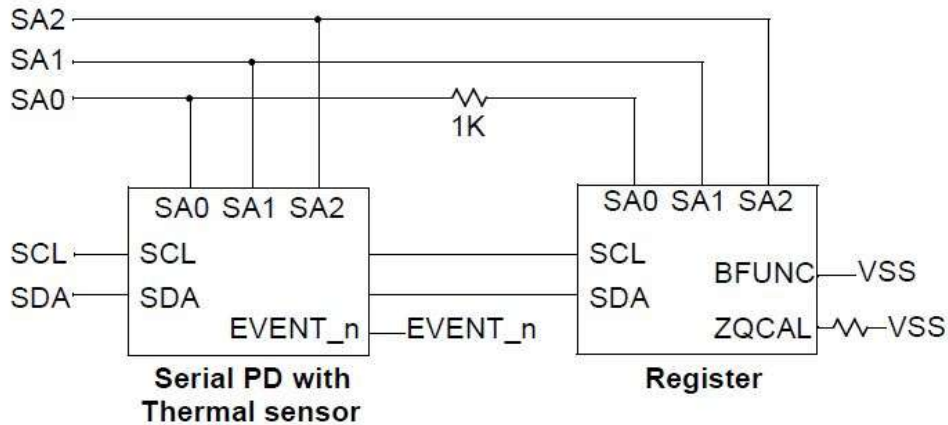 SA2
SA1
SA0
1K
SA0 SA1 SA2
SA0 SA1 SA2
SCL
SCL
SCL
BFUNC
VSS
SDA
SDA
SDA
EVENT_n
EVENT_n
ZQCAL
VSS
Serial PD with
Thermal sensor
Register